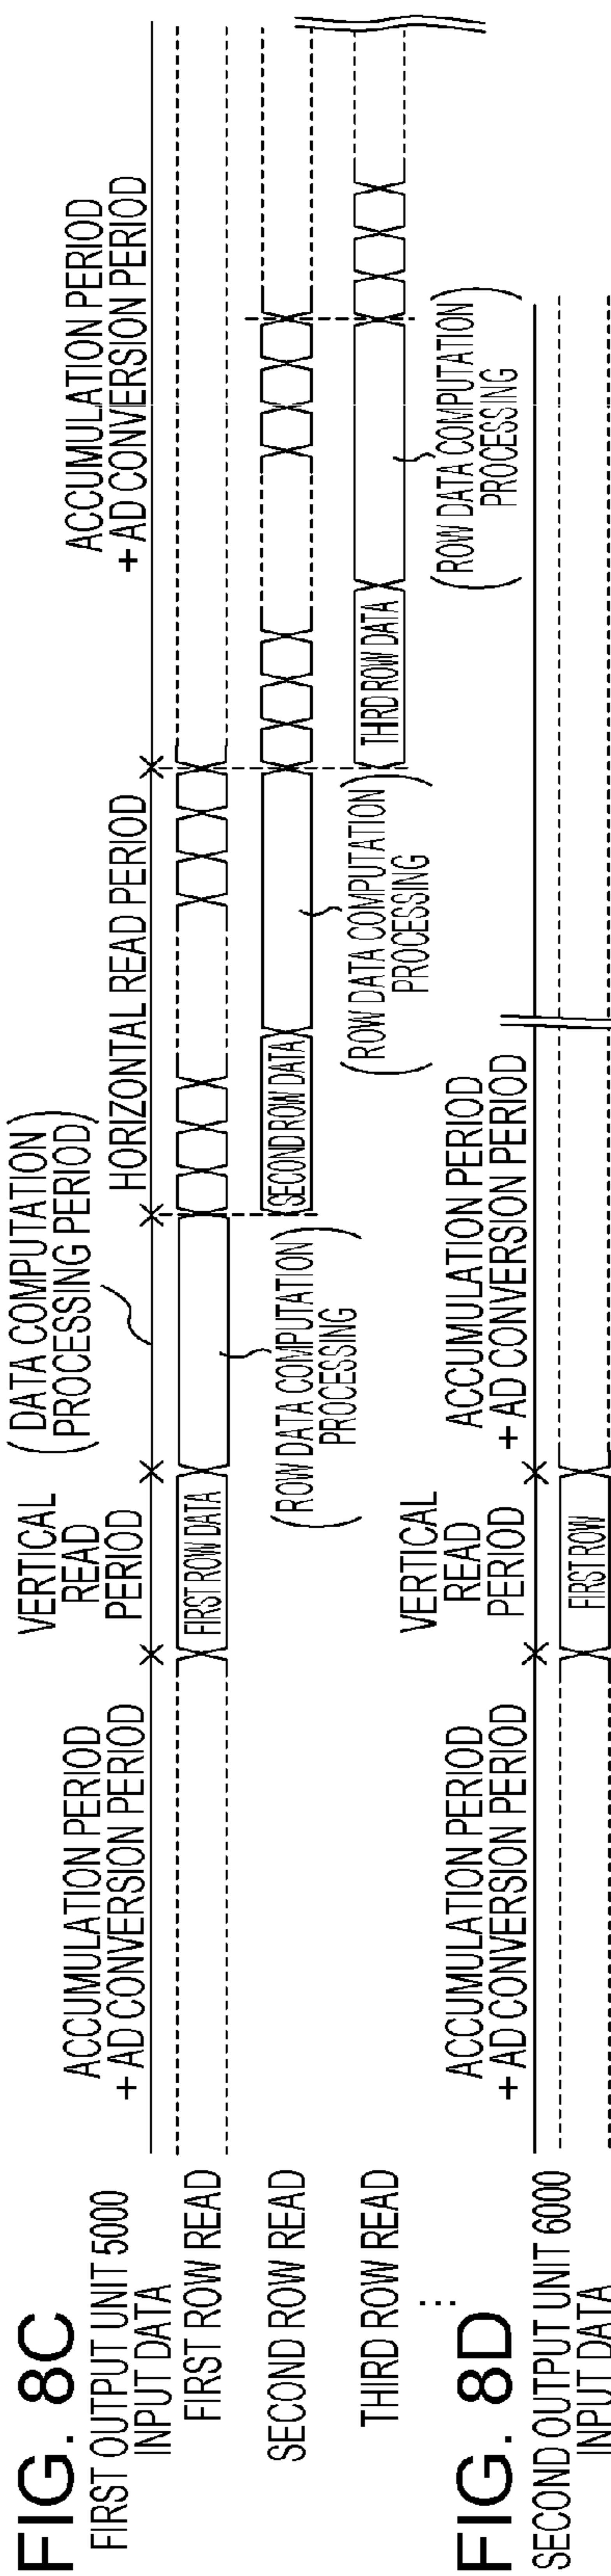 FIG. 8C
FIRST OUTPUT UNIT 5000
INPUT DATA
ACCUMULATION PERIOD
+ AD CONVERSION PERIOD
VERTICAL
READ
PERIOD
(DATA COMPUTATION
PROCESSING PERIOD)
HORIZONTAL READ PERIOD
ACCUMULATION PERIOD
+ AD CONVERSION PERIOD
FIRST ROW READ
FIRST ROW DATA
(ROW DATA COMPUTATION
PROCESSING)
SECOND ROW READ
SECOND ROW DATA
(ROW DATA COMPUTATION
PROCESSING)
THIRD ROW READ
THIRD ROW DATA
(ROW DATA COMPUTATION
PROCESSING)
⋮
FIG. 8D
SECOND OUTPUT UNIT 6000
INPUT DATA
ACCUMULATION PERIOD
+ AD CONVERSION PERIOD
VERTICAL
READ
PERIOD
ACCUMULATION PERIOD
+ AD CONVERSION PERIOD
FIRST ROW